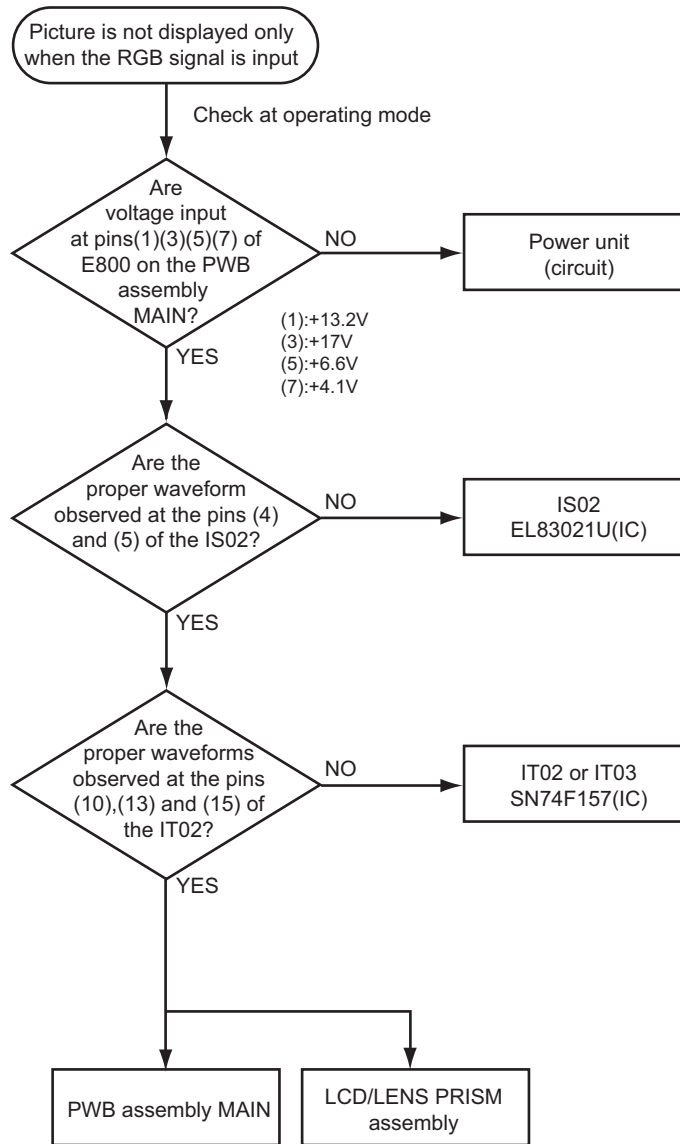 Picture is not displayed only
when the RGB signal is input
Check at operating mode
Are
voltage input
at pins(1)(3)(5)(7) of
E800 on the PWB
assembly
MAIN?
NO
Power unit
(circuit)
(1):+13.2V
(3):+17V
(5):+6.6V
(7):+4.1V
YES
Are the
proper waveform
observed at the pins (4)
and (5) of the IS02?
NO
IS02
EL83021U(IC)
YES
Are the
proper waveforms
observed at the pins
(10),(13) and (15) of
the IT02?
NO
IT02 or IT03
SN74F157(IC)
YES
PWB assembly MAIN
LCD/LENS PRISM
assembly